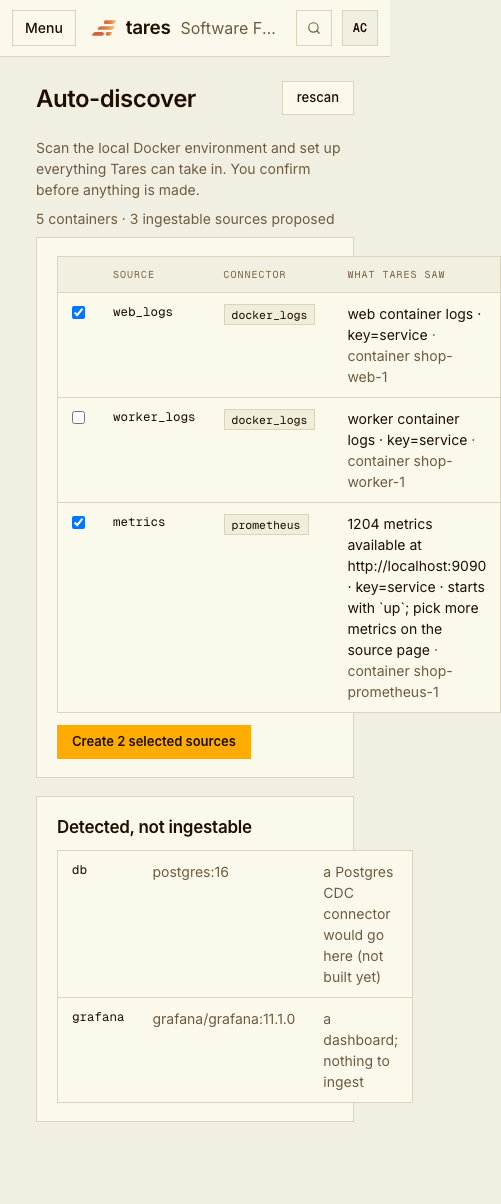 Menu
tares Software F...
AC
Auto-discover
rescan
Scan the local Docker environment and set up
everything Tares can take in. You confirm
before anything is made.
5 containers · 3 ingestable sources proposed
SOURCE CONNECTOR WHAT TARES SAW
web_logs docker_logs web container logs ·
key=service ·
container shop-
web-1
worker_logs docker_logs worker container
logs · key=service ·
container shop-
worker-1
metrics prometheus 1204 metrics
available at
http://localhost:9090
· key=service · starts
with `up`; pick more
metrics on the
source page ·
container shop-
prometheus-1
Create 2 selected sources
Detected, not ingestable
db postgres:16 a Postgres
CDC
connector
would go
here (not
built yet)
grafana grafana/grafana:11.1.0 a
dashboard;
nothing to
ingest